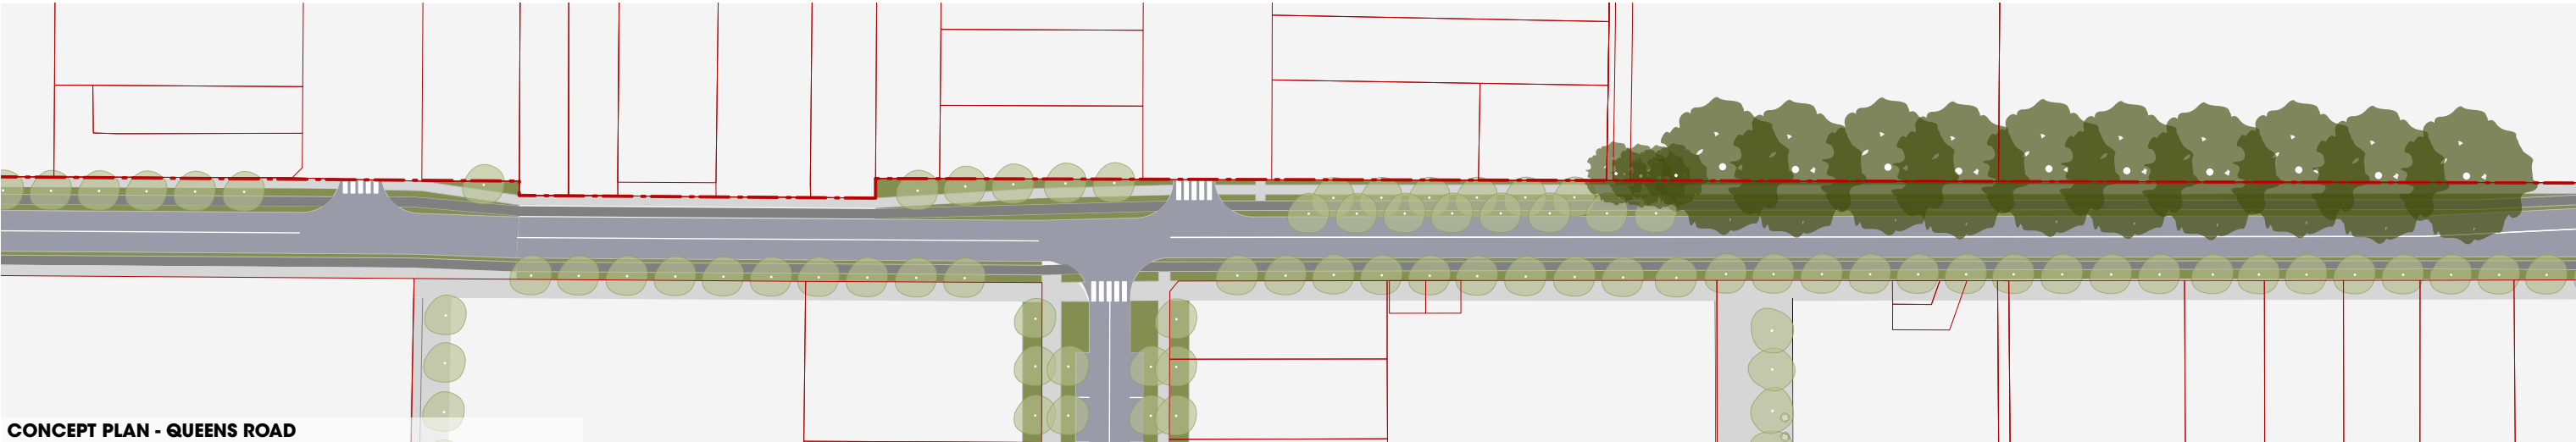 CONCEPT PLAN - QUEENS ROAD